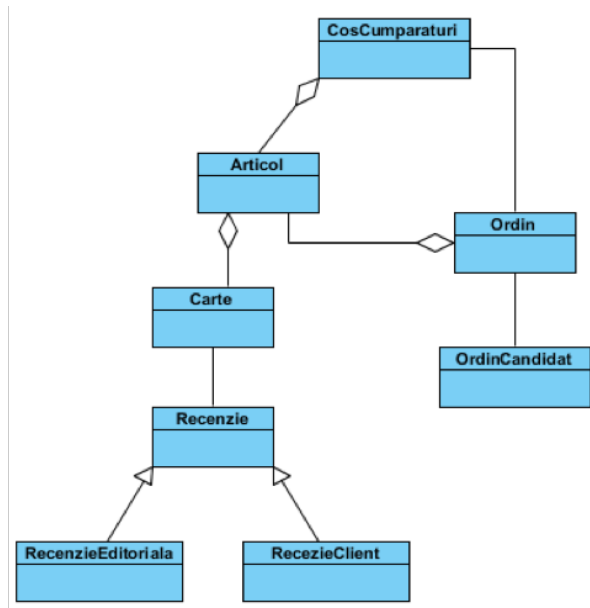 CosCumparaturi
Articol
Ordin
Carte
OrdinCandidat
Recenzie
RecenzieEditoriala
RecezieClient